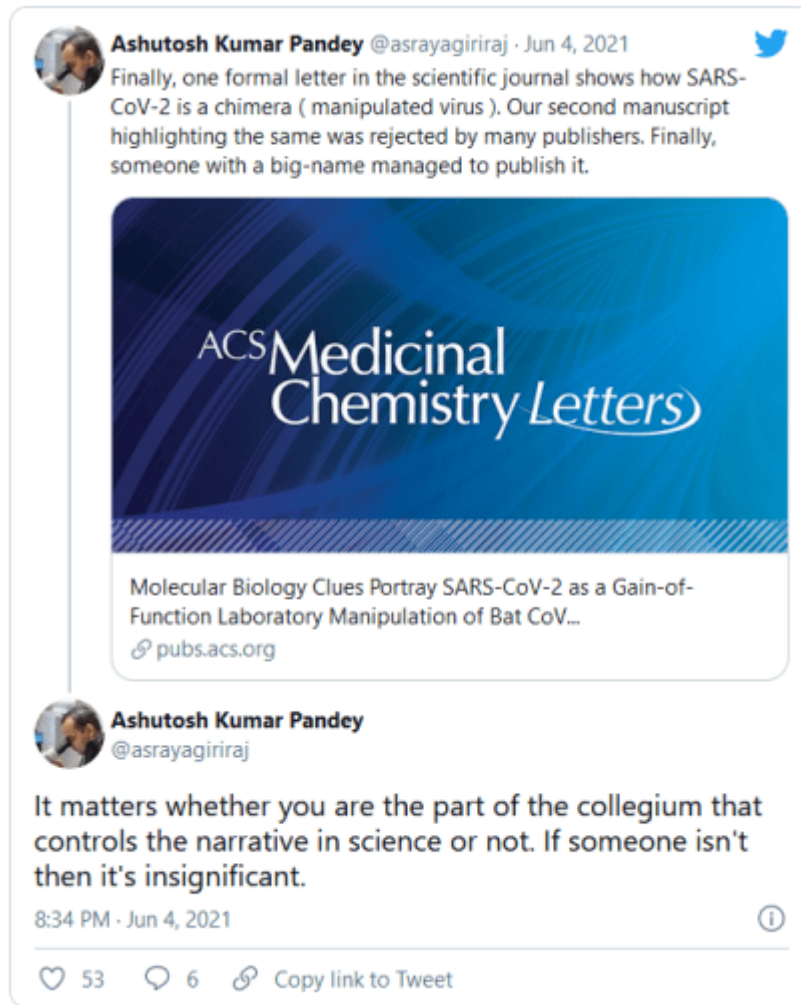 Ashutosh Kumar Pandey @asrayagiriraj · Jun 4, 2021
Finally, one formal letter in the scientific journal shows how SARS-
CoV-2 is a chimera ( manipulated virus ). Our second manuscript
highlighting the same was rejected by many publishers. Finally,
someone with a big-name managed to publish it.
ACS Medicinal
Chemistry Letters
Molecular Biology Clues Portray SARS-CoV-2 as a Gain-of-
Function Laboratory Manipulation of Bat CoV...
pubs.acs.org
Ashutosh Kumar Pandey
@asrayagiriraj
It matters whether you are the part of the collegium that
controls the narrative in science or not. If someone isn't
then it's insignificant.
8:34 PM · Jun 4, 2021
53 6 Copy link to Tweet